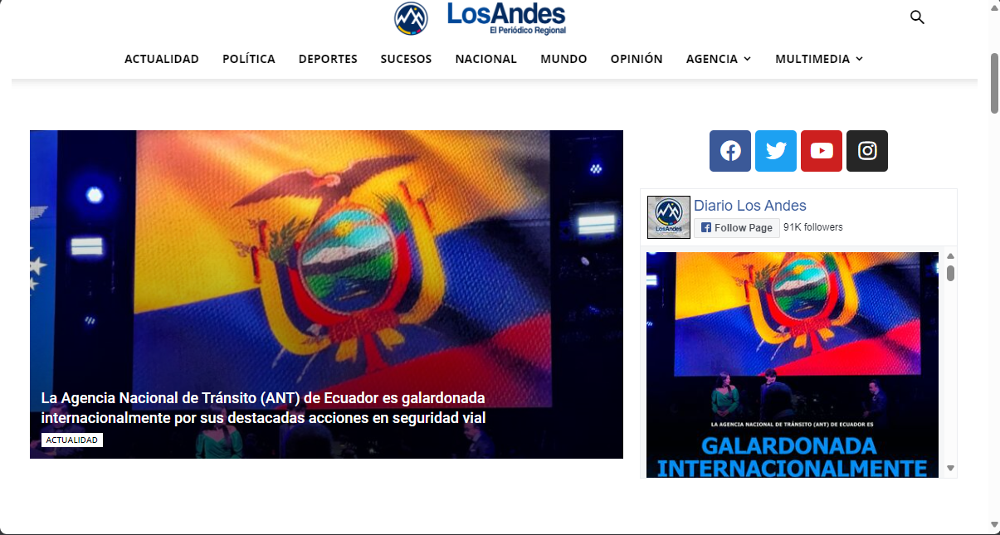 LosAndes
El Periódico Regional
ACTUALIDAD POLÍTICA DEPORTES SUCESOS NACIONAL MUNDO OPINIÓN AGENCIA MULTIMEDIA
La Agencia Nacional de Tránsito (ANT) de Ecuador es galardonada
internacionalmente por sus destacadas acciones en seguridad vial
ACTUALIDAD
Diario Los Andes
LosAndes
Follow Page 91K followers
LA AGENCIA NACIONAL DE TRÁNSITO (ANT) DE ECUADOR ES
GALARDONADA
INTERNACIONALMENTE